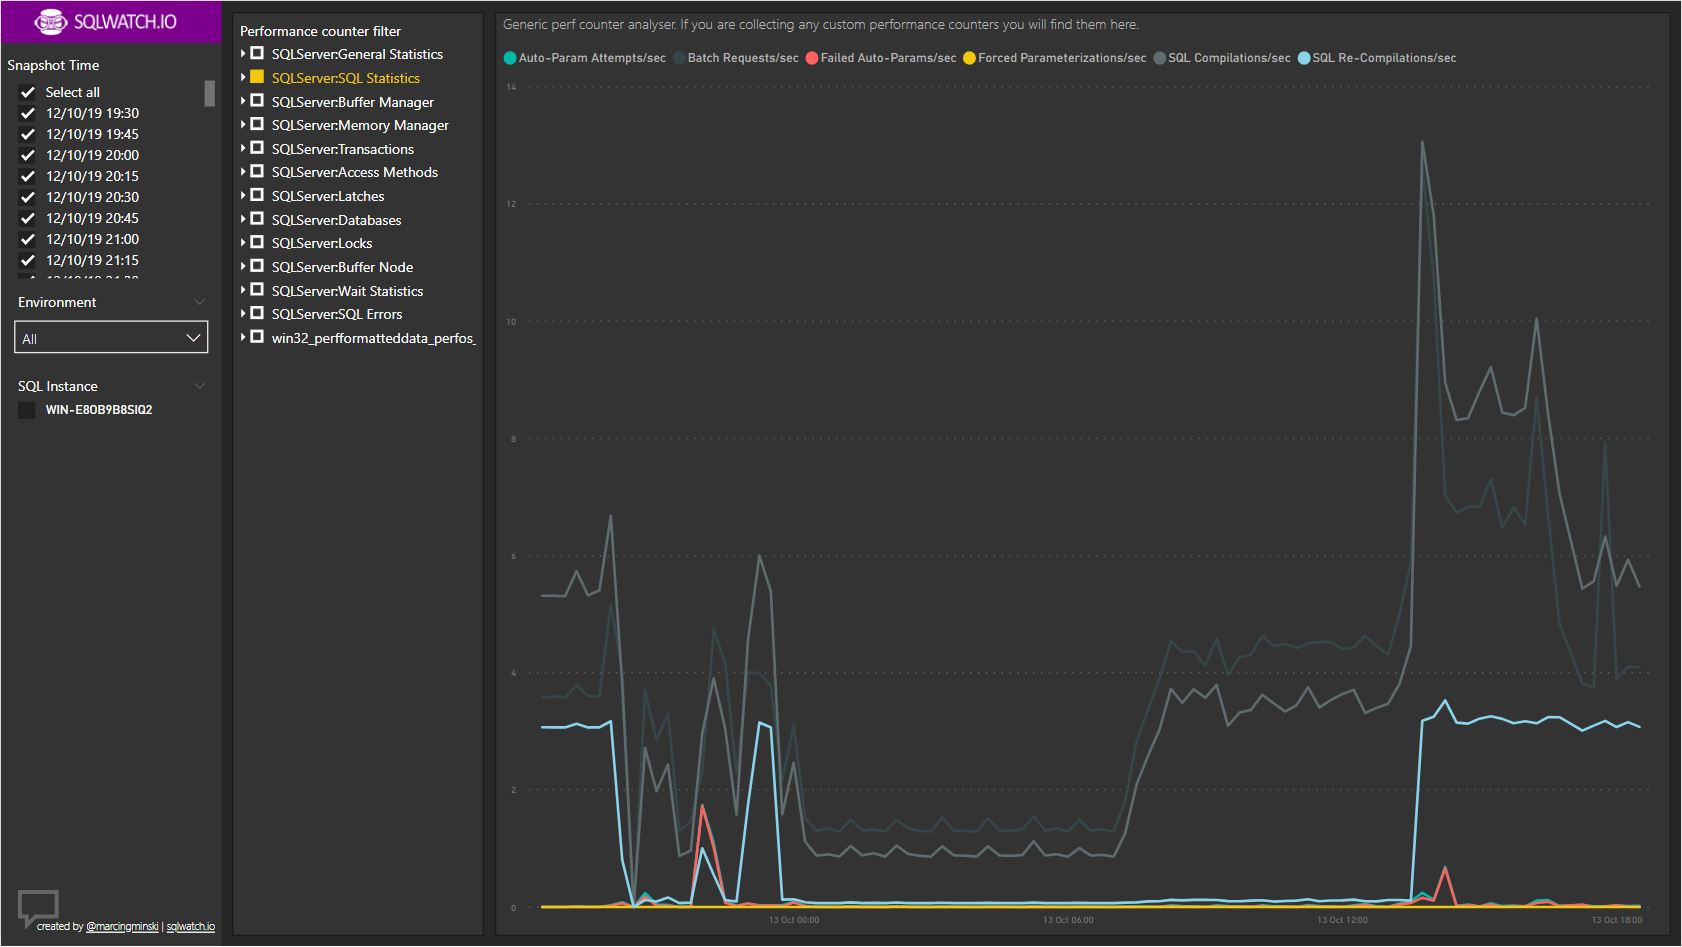 SQLWATCH.IO
Snapshot Time
Select all
12/10/19 19:30
12/10/19 19:45
12/10/19 20:00
12/10/19 20:15
12/10/19 20:30
12/10/19 20:45
12/10/19 21:00
12/10/19 21:15
Environment
All
SQL Instance
WIN-E80B9B8SIQ2
created by @marcingminski | sqlwatch.io
Performance counter filter
SQLServer:General Statistics
SQLServer:SQL Statistics
SQLServer:Buffer Manager
SQLServer:Memory Manager
SQLServer:Transactions
SQLServer:Access Methods
SQLServer:Latches
SQLServer:Databases
SQLServer:Locks
SQLServer:Buffer Node
SQLServer:Wait Statistics
SQLServer:SQL Errors
win32_perfformatteddata_perfos_
Generic perf counter analyser. If you are collecting any custom performance counters you will find them here.
Auto-Param Attempts/sec Batch Requests/sec Failed Auto-Params/sec Forced Parameterizations/sec SQL Compilations/sec SQL Re-Compilations/sec
14
12
10
8
6
4
2
0
13 Oct 00:00 13 Oct 06:00 13 Oct 12:00 13 Oct 18:00